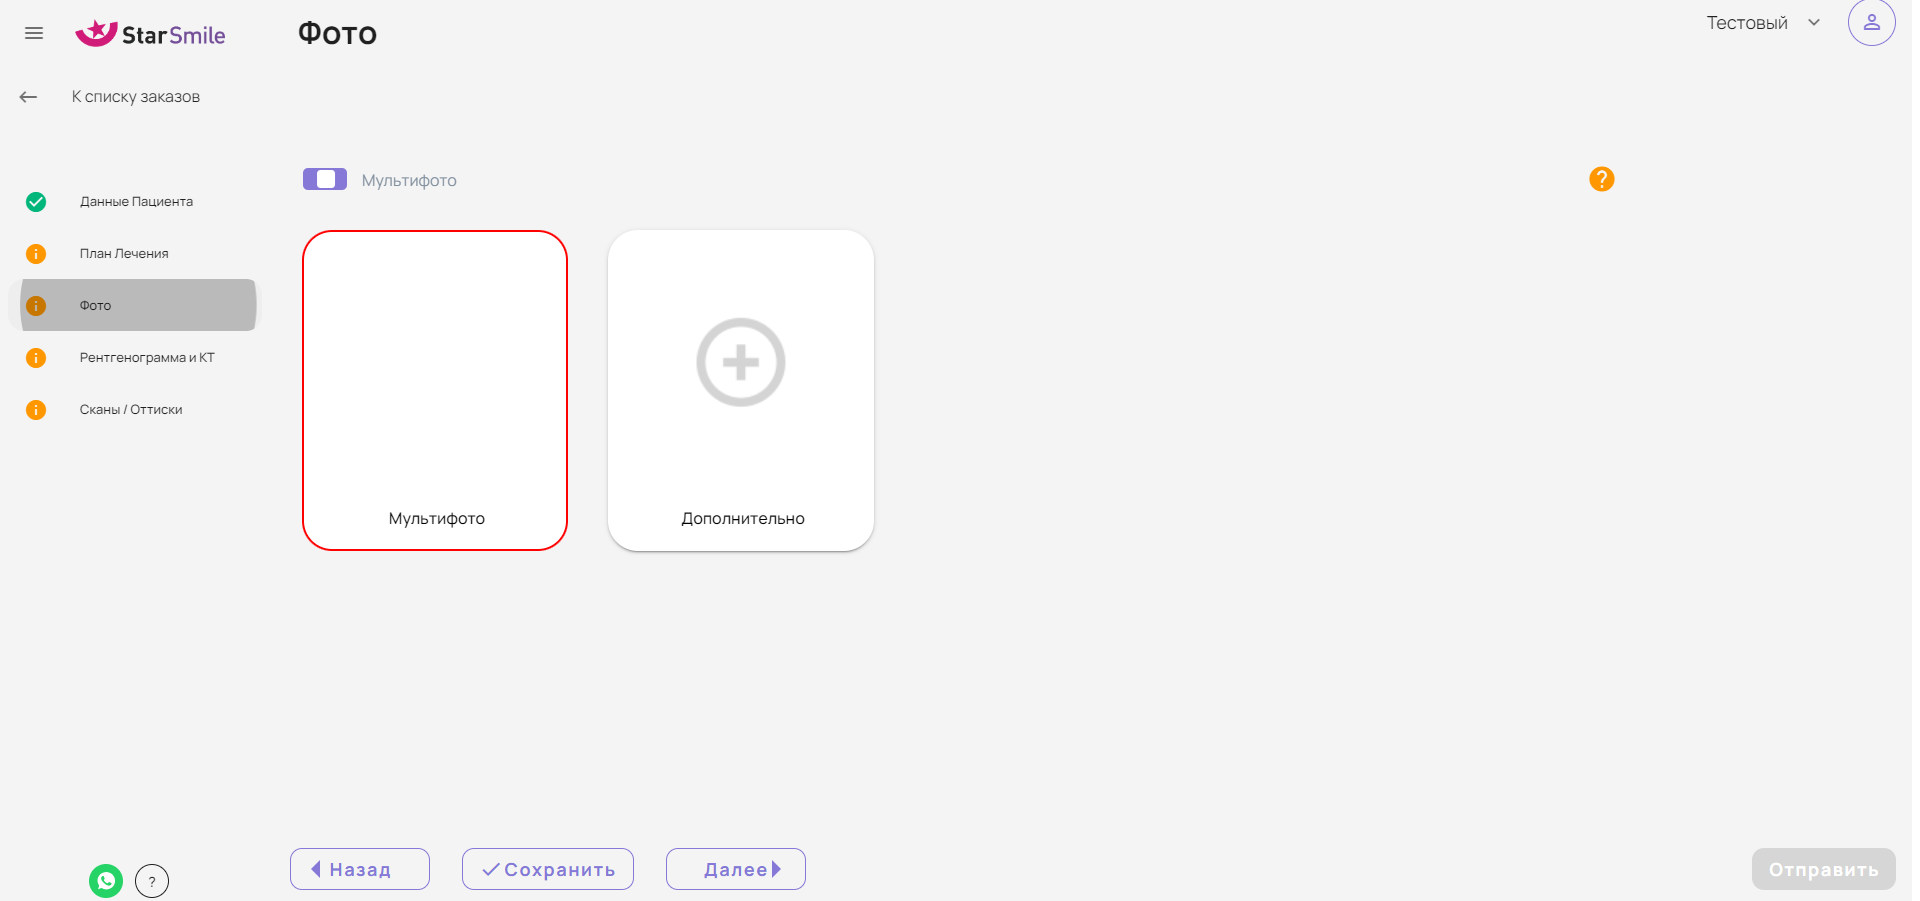 StarSmile
Фото
Тестовый
К списку заказов
Мультифото
?
Данные Пациента
План Лечения
Фото
Рентгенограмма и КТ
Сканы / Оттиски
Мультифото
Дополнительно
Назад
Сохранить
Далее
Отправить
?